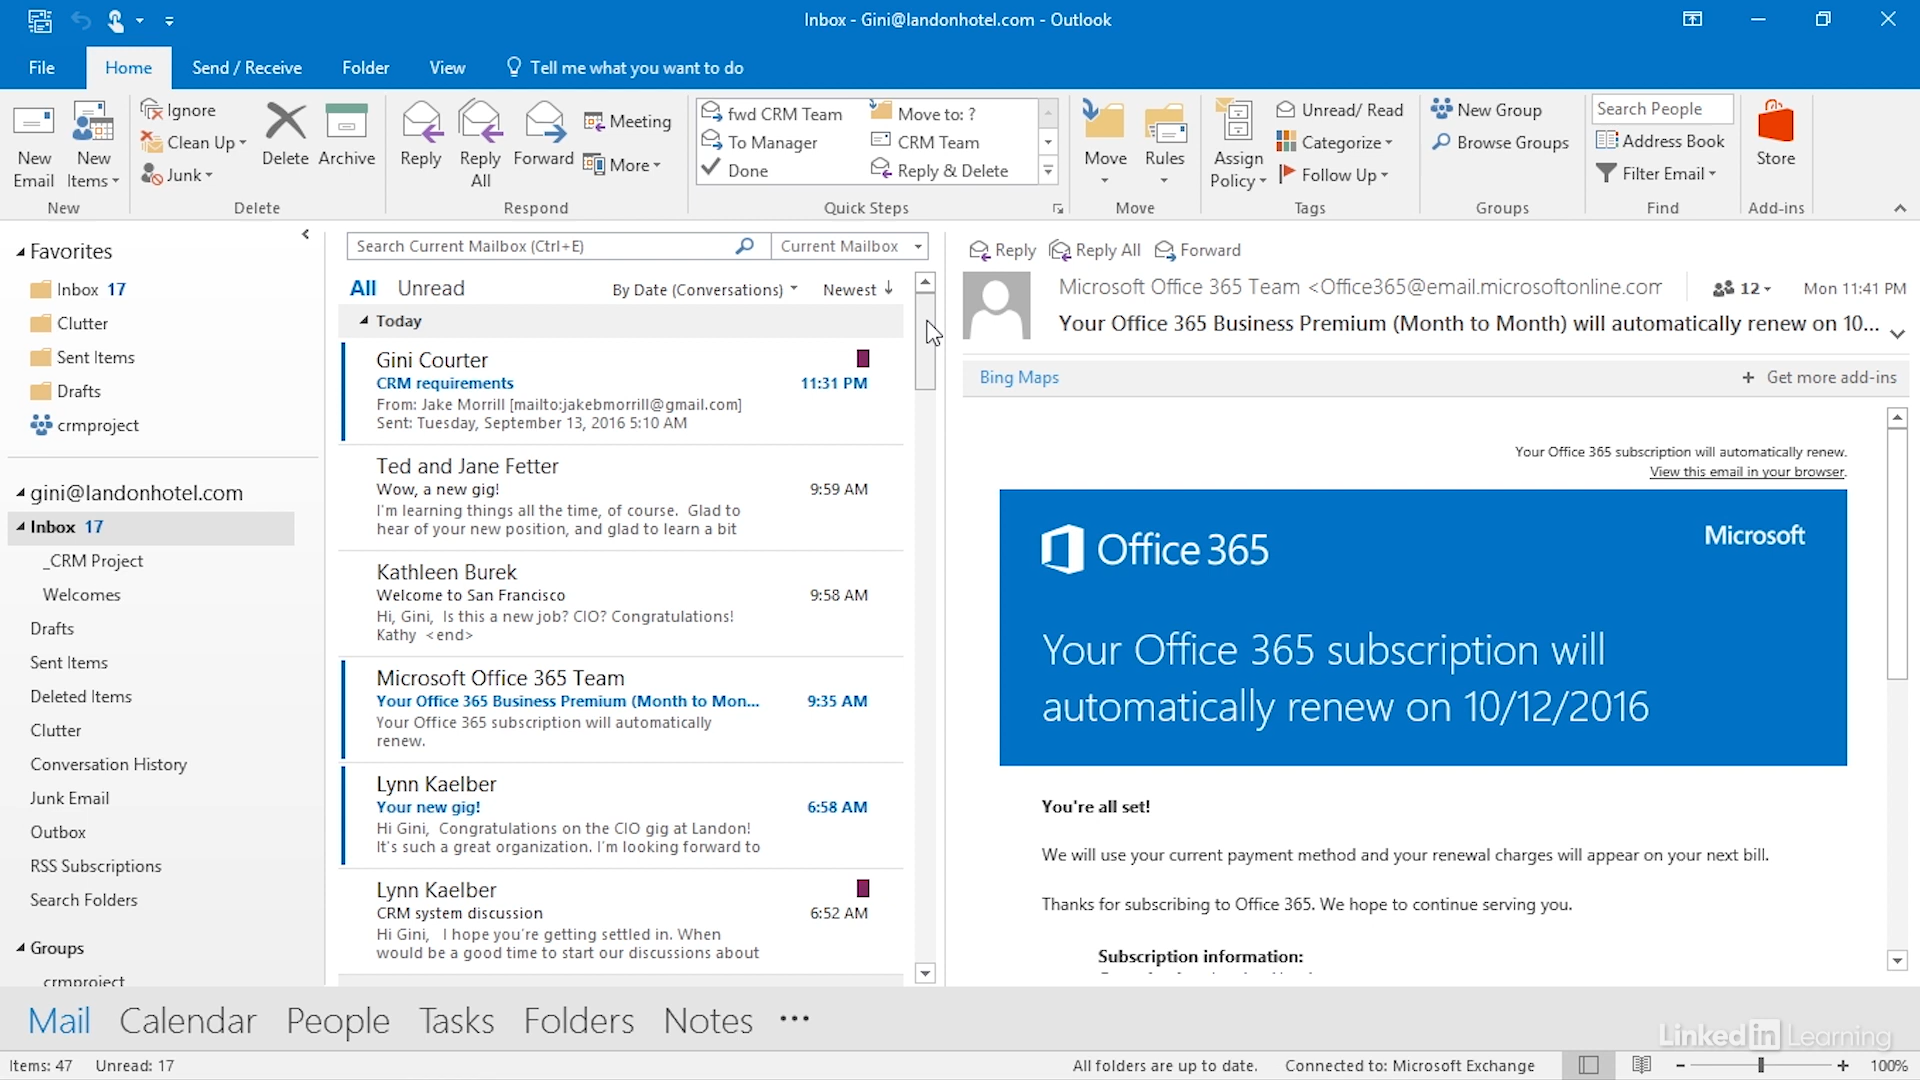 Inbox - Gini@landonhotel.com - Outlook
File
Home
Send / Receive
Folder
View
Tell me what you want to do
New Email
New Items
New
Ignore
Clean Up
Junk
Delete
Archive
Delete
Reply
Reply All
Forward
Meeting
More
Respond
fwd CRM Team
To Manager
Done
Move to: ?
CRM Team
Reply & Delete
Quick Steps
Move
Rules
Move
Assign Policy
Unread/ Read
Categorize
Follow Up
Tags
New Group
Browse Groups
Groups
Search People
Address Book
Filter Email
Find
Store
Add-ins
Favorites
Inbox 17
Clutter
Sent Items
Drafts
crmproject
gini@landonhotel.com
Inbox 17
_CRM Project
Welcomes
Drafts
Sent Items
Deleted Items
Clutter
Conversation History
Junk Email
Outbox
RSS Subscriptions
Search Folders
Groups
crmproject
Search Current Mailbox (Ctrl+E)
Current Mailbox
All Unread
By Date (Conversations)
Newest
Today
Gini Courter
CRM requirements 11:31 PM
From: Jake Morrill [mailto:jakebmorrill@gmail.com]
Sent: Tuesday, September 13, 2016 5:10 AM
Ted and Jane Fetter
Wow, a new gig! 9:59 AM
I'm learning things all the time, of course. Glad to
hear of your new position, and glad to learn a bit
Kathleen Burek
Welcome to San Francisco 9:58 AM
Hi, Gini, Is this a new job? CIO? Congratulations!
Kathy <end>
Microsoft Office 365 Team
Your Office 365 Business Premium (Month to Mon... 9:35 AM
Your Office 365 subscription will automatically
renew.
Lynn Kaelber
Your new gig! 6:58 AM
Hi Gini, Congratulations on the CIO gig at Landon!
It's such a great organization. I'm looking forward to
Lynn Kaelber
CRM system discussion 6:52 AM
Hi Gini, I hope you're getting settled in. When
would be a good time to start our discussions about
Reply
Reply All
Forward
Microsoft Office 365 Team <Office365@email.microsoftonline.com
12
Mon 11:41 PM
Your Office 365 Business Premium (Month to Month) will automatically renew on 10...
Bing Maps
+ Get more add-ins
Your Office 365 subscription will automatically renew.
View this email in your browser.
Office 365
Microsoft
Your Office 365 subscription will
automatically renew on 10/12/2016
You're all set!
We will use your current payment method and your renewal charges will appear on your next bill.
Thanks for subscribing to Office 365. We hope to continue serving you.
Subscription information:
Mail Calendar People Tasks Folders Notes ...
LinkedIn Learning
Items: 47 Unread: 17
All folders are up to date.
Connected to: Microsoft Exchange
100%